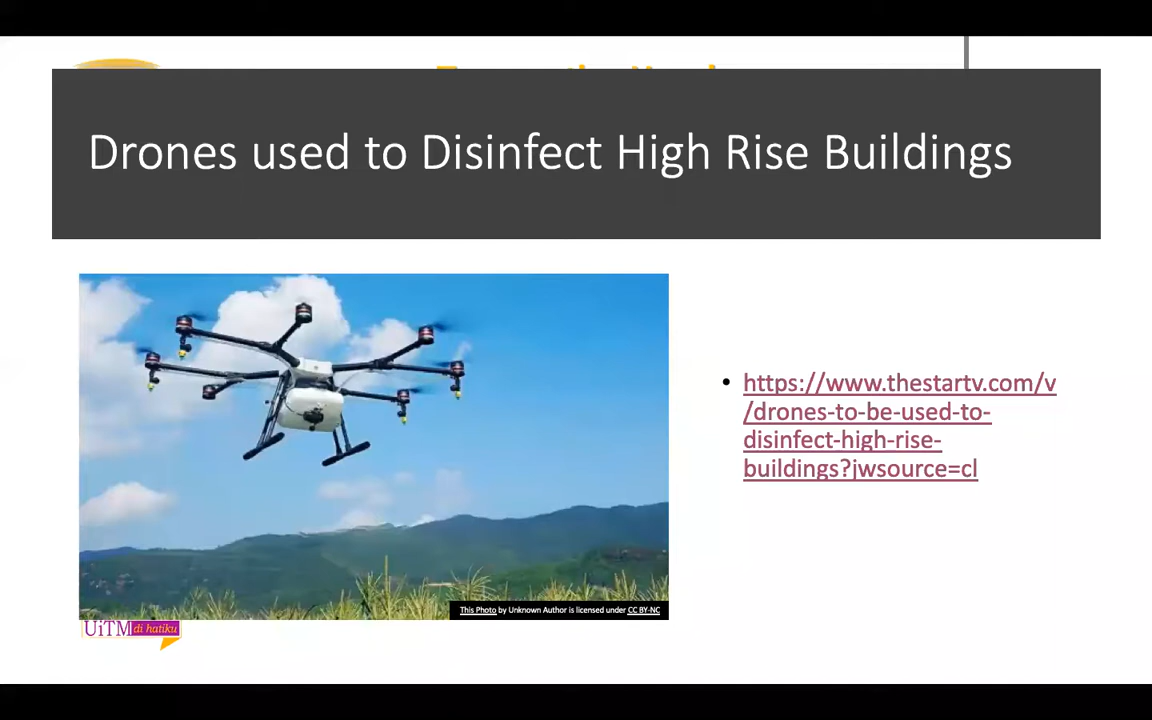 Drones used to Disinfect High Rise Buildings
• https://www.thestartv.com/v
/drones-to-be-used-to-
disinfect-high-rise-
buildings?jwsource=cl
This Photo by Unknown Author is licensed under CC BY-NC
UiTM di hatiku